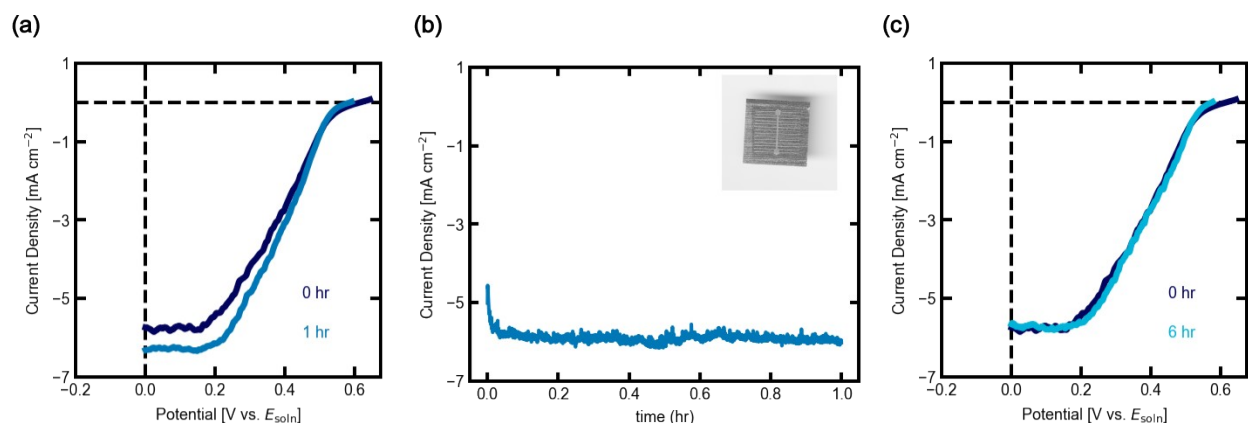 (a)
1
−1
−3
−5
−7
Current Density [mA cm⁻²]
0 hr
1 hr
−0.2 0.0 0.2 0.4 0.6
Potential [V vs. E_soln]
(b)
1
−1
−3
−5
−7
Current Density [mA cm⁻²]
0.0 0.2 0.4 0.6 0.8 1.0
time (hr)
(c)
1
−1
−3
−5
−7
Current Density [mA cm⁻²]
0 hr
6 hr
−0.2 0.0 0.2 0.4 0.6
Potential [V vs. E_soln]